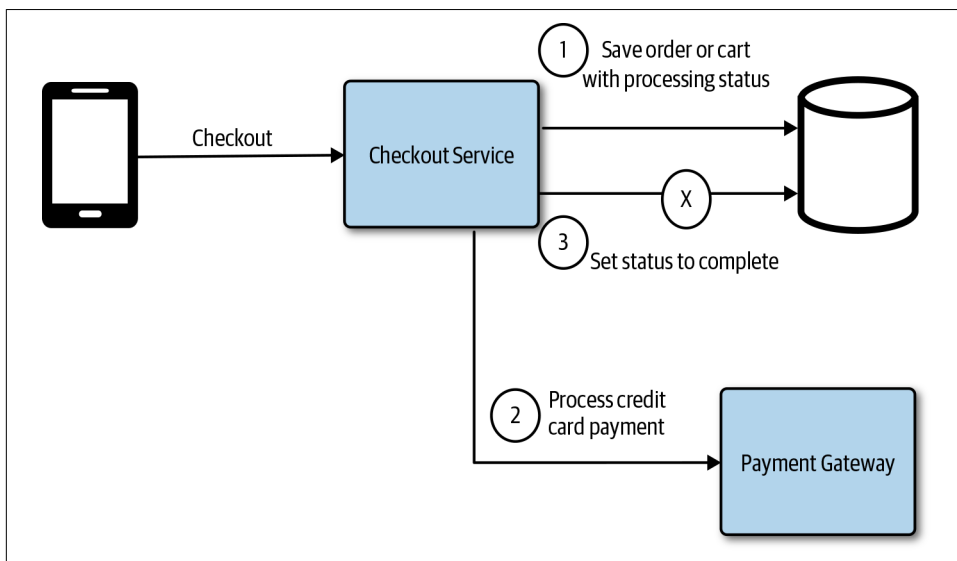 1
Save order or cart
with processing status
Checkout
Checkout Service
X
3
Set status to complete
2
Process credit
card payment
Payment Gateway